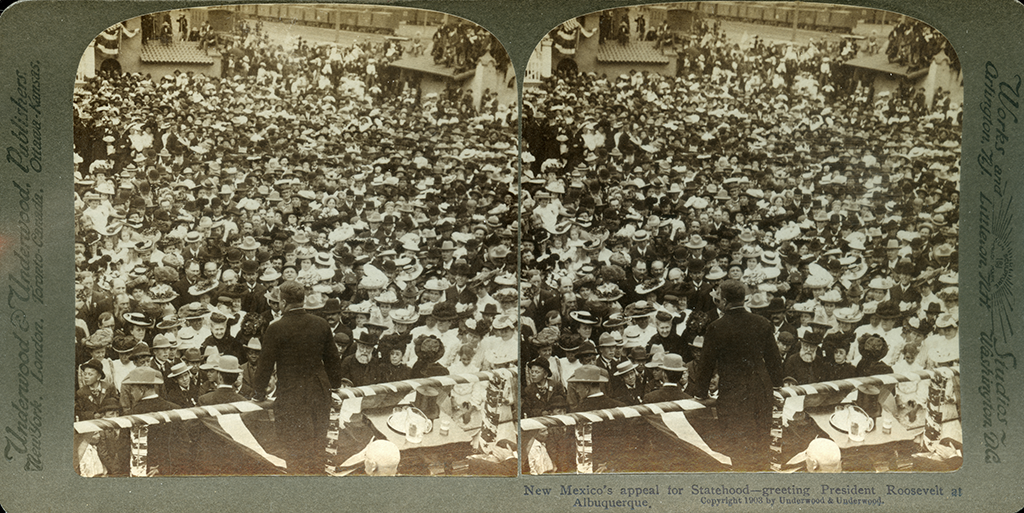 Underwood & Underwood, Publishers.
New York, London, Toronto-Canada, Ottawa-Kansas.
Works and Studios
Arlington, N.J. Littleton, N.H. Washington, D.C.
New Mexico's appeal for Statehood—greeting President Roosevelt at
Albuquerque,
Copyright 1903 by Underwood & Underwood.